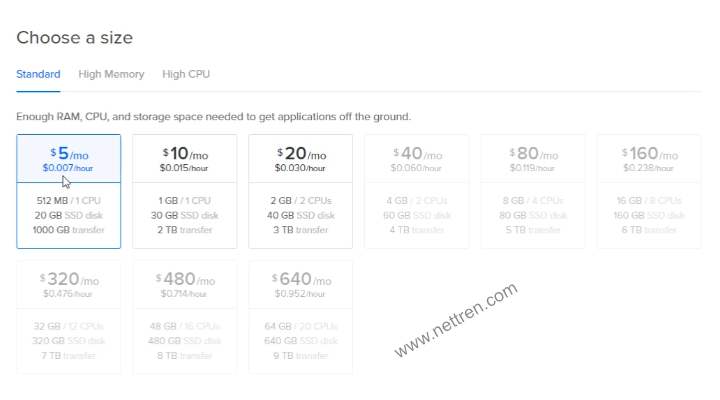 Choose a size
Standard High Memory High CPU
Enough RAM, CPU, and storage space needed to get applications off the ground.
$5/mo
$0.007/hour
512 MB / 1 CPU
20 GB SSD disk
1000 GB transfer
$10/mo
$0.015/hour
1 GB / 1 CPU
30 GB SSD disk
2 TB transfer
$20/mo
$0.030/hour
2 GB / 2 CPUs
40 GB SSD disk
3 TB transfer
$40/mo
$0.060/hour
4 GB / 2 CPUs
60 GB SSD disk
4 TB transfer
$80/mo
$0.119/hour
8 GB / 4 CPUs
80 GB SSD disk
5 TB transfer
$160/mo
$0.238/hour
16 GB / 8 CPUs
160 GB SSD disk
6 TB transfer
$320/mo
$0.476/hour
32 GB / 12 CPUs
320 GB SSD disk
7 TB transfer
$480/mo
$0.714/hour
48 GB / 16 CPUs
480 GB SSD disk
8 TB transfer
$640/mo
$0.952/hour
64 GB / 20 CPUs
640 GB SSD disk
9 TB transfer
www.nettren.com